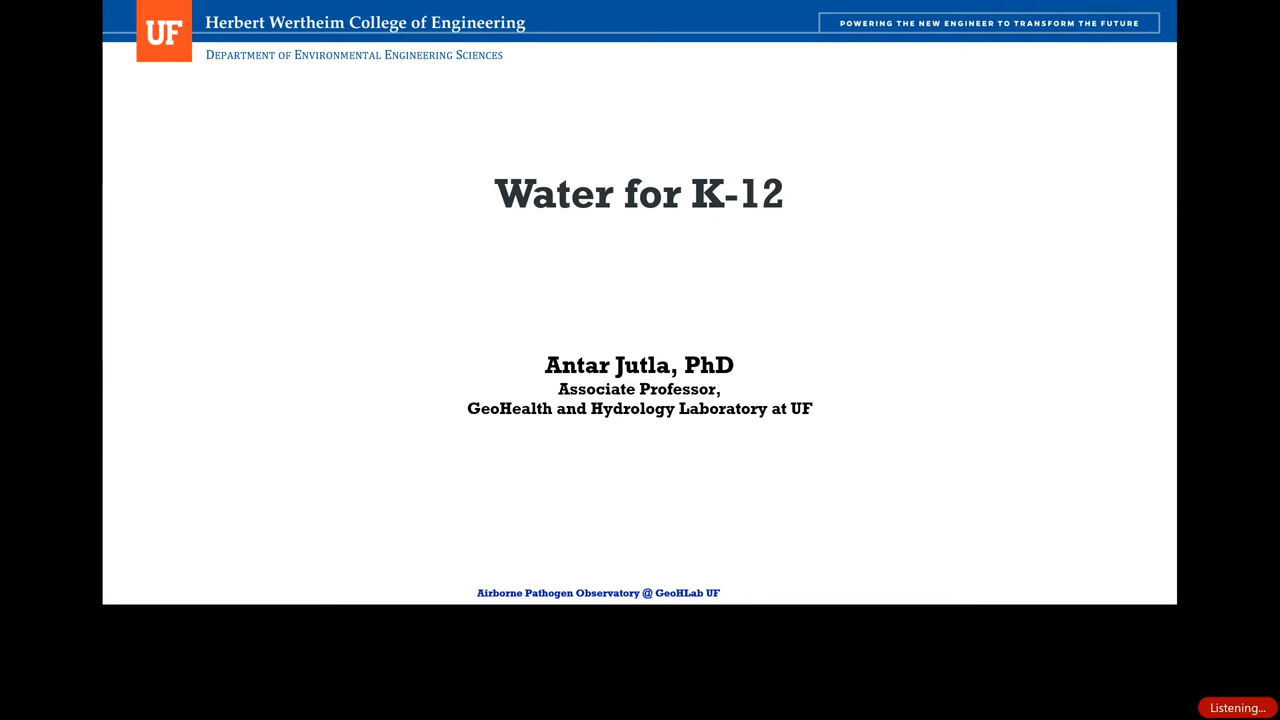 UF
Herbert Wertheim College of Engineering
POWERING THE NEW ENGINEER TO TRANSFORM THE FUTURE
DEPARTMENT OF ENVIRONMENTAL ENGINEERING SCIENCES
Water for K-12
Antar Jutla, PhD
Associate Professor,
GeoHealth and Hydrology Laboratory at UF
Airborne Pathogen Observatory @ GeoHLab UF
Listening...